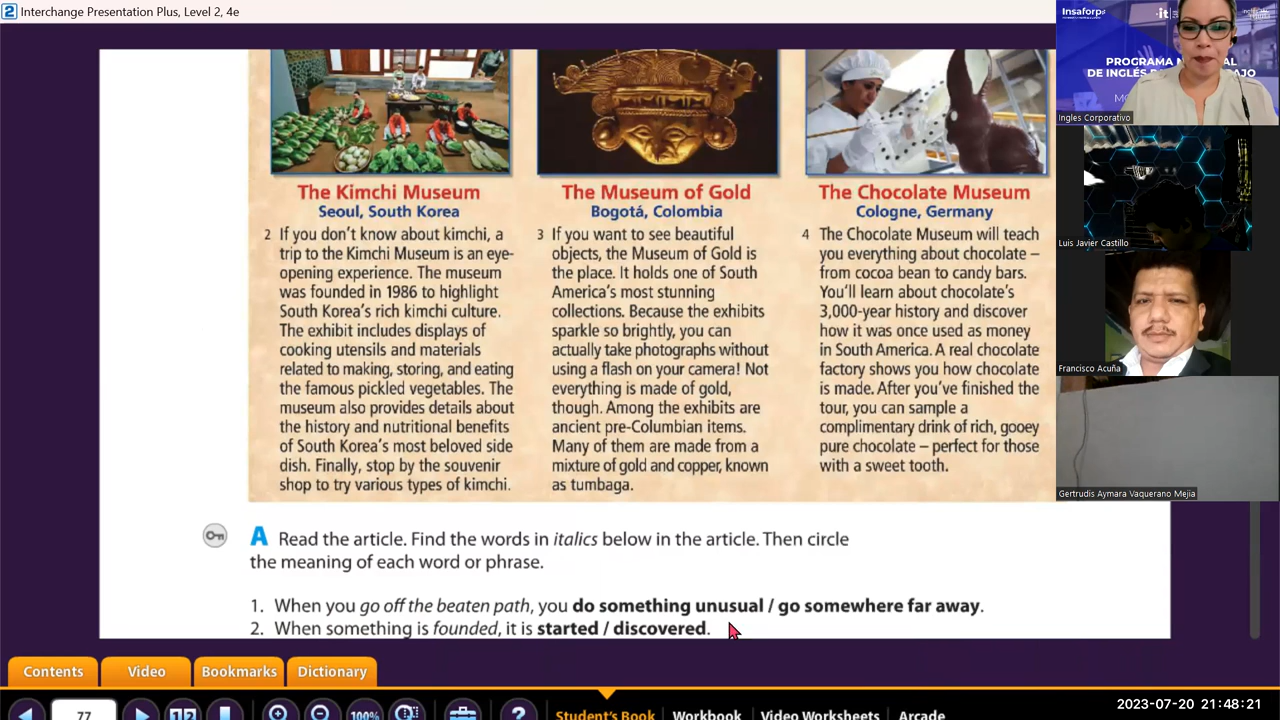 Interchange Presentation Plus, Level 2, 4e
The Kimchi Museum
Seoul, South Korea
2 If you don't know about kimchi, a
trip to the Kimchi Museum is an eye-
opening experience. The museum
was founded in 1986 to highlight
South Korea's rich kimchi culture.
The exhibit includes displays of
cooking utensils and materials
related to making, storing, and eating
the famous pickled vegetables. The
museum also provides details about
the history and nutritional benefits
of South Korea's most beloved side
dish. Finally, stop by the souvenir
shop to try various types of kimchi.
The Museum of Gold
Bogotá, Colombia
3 If you want to see beautiful
objects, the Museum of Gold is
the place. It holds one of South
America's most stunning
collections. Because the exhibits
sparkle so brightly, you can
actually take photographs without
using a flash on your camera! Not
everything is made of gold,
though. Among the exhibits are
ancient pre-Columbian items.
Many of them are made from a
mixture of gold and copper, known
as tumbaga.
The Chocolate Museum
Cologne, Germany
4 The Chocolate Museum will teach
you everything about chocolate –
from cocoa bean to candy bars.
You'll learn about chocolate's
3,000-year history and discover
how it was once used as money
in South America. A real chocolate
factory shows you how chocolate
is made. After you've finished the
tour, you can sample a
complimentary drink of rich, gooey
pure chocolate – perfect for those
with a sweet tooth.
A Read the article. Find the words in italics below in the article. Then circle
the meaning of each word or phrase.
1. When you go off the beaten path, you do something unusual / go somewhere far away.
2. When something is founded, it is started / discovered.
Insaforp
it
PROGRAMA
DE INGLÉS
Ingles Corporativo
Luis Javier Castillo
Francisco Acuña
Gertrudis Aymara Vaquerano Mejia
Contents Video Bookmarks Dictionary
77 1 2 100% ?
Student's Book Workbook Video Worksheets Arcade
2023-07-20 21:48:21